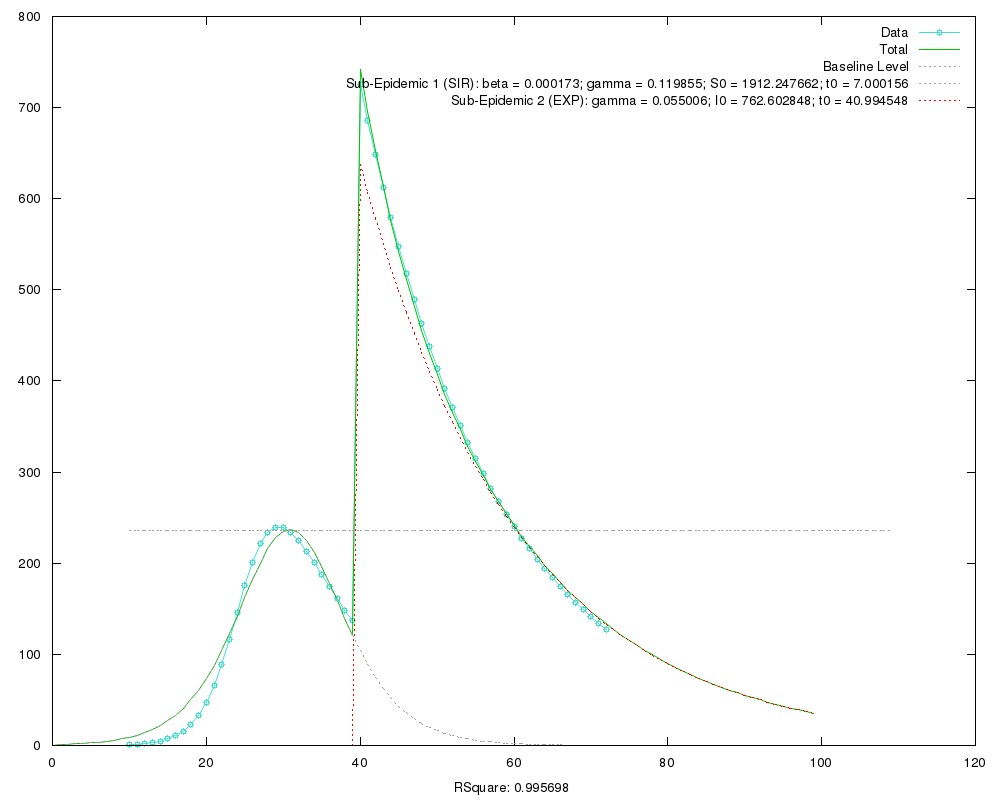 800
700
600
500
400
300
200
100
0
Data
Total
Baseline Level
Sub-Epidemic 1 (SIR): beta = 0.000173; gamma = 0.119855; S0 = 1912.247662; t0 = 7.000156
Sub-Epidemic 2 (EXP): gamma = 0.055006; I0 = 762.602848; t0 = 40.994548
0 20 40 60 80 100 120
RSquare: 0.995698